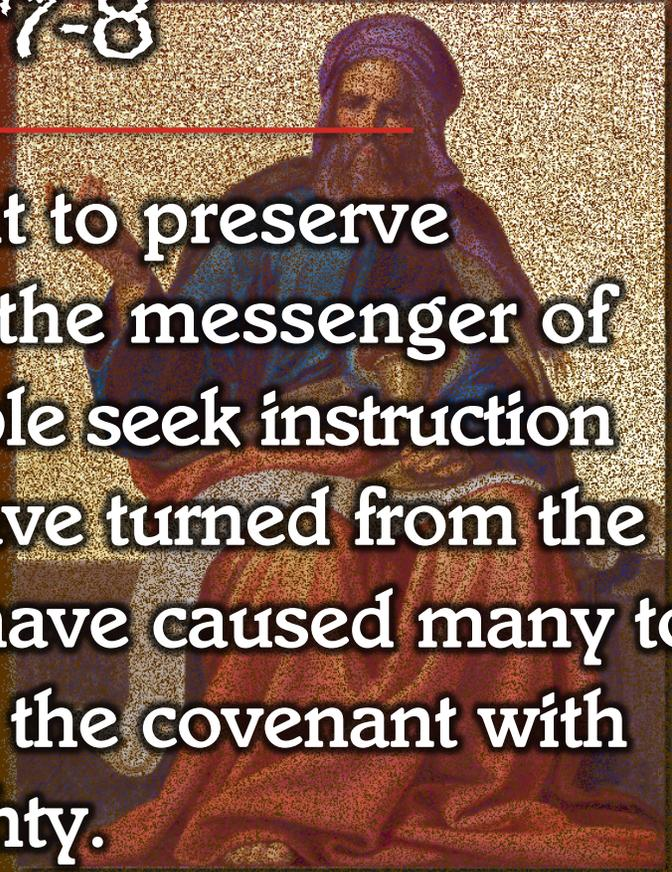 7-8
t to preserve
the messenger of
ple seek instruction
ve turned from the
have caused many to
the covenant with
nty.